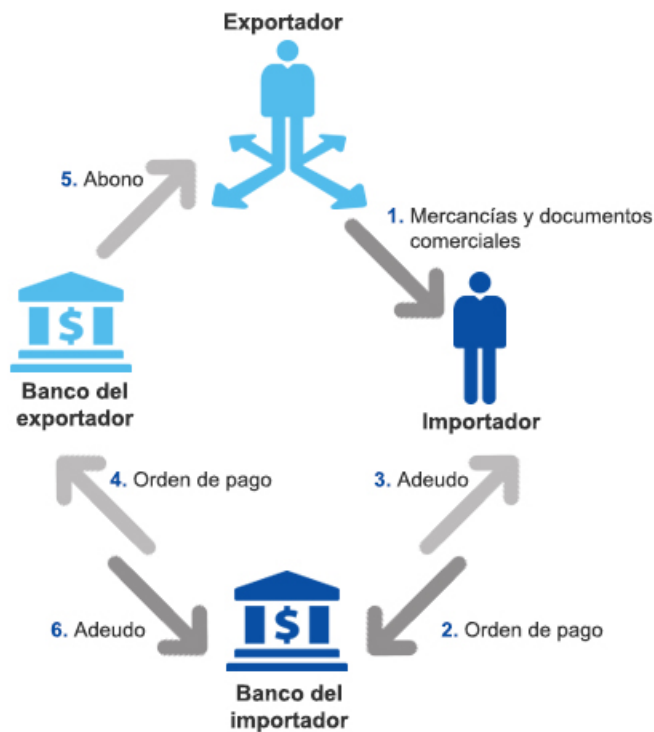 Exportador
5. Abono
1. Mercancías y documentos
comerciales
$
Banco del
exportador
Importador
4. Orden de pago
3. Adeudo
6. Adeudo
$
2. Orden de pago
Banco del
importador